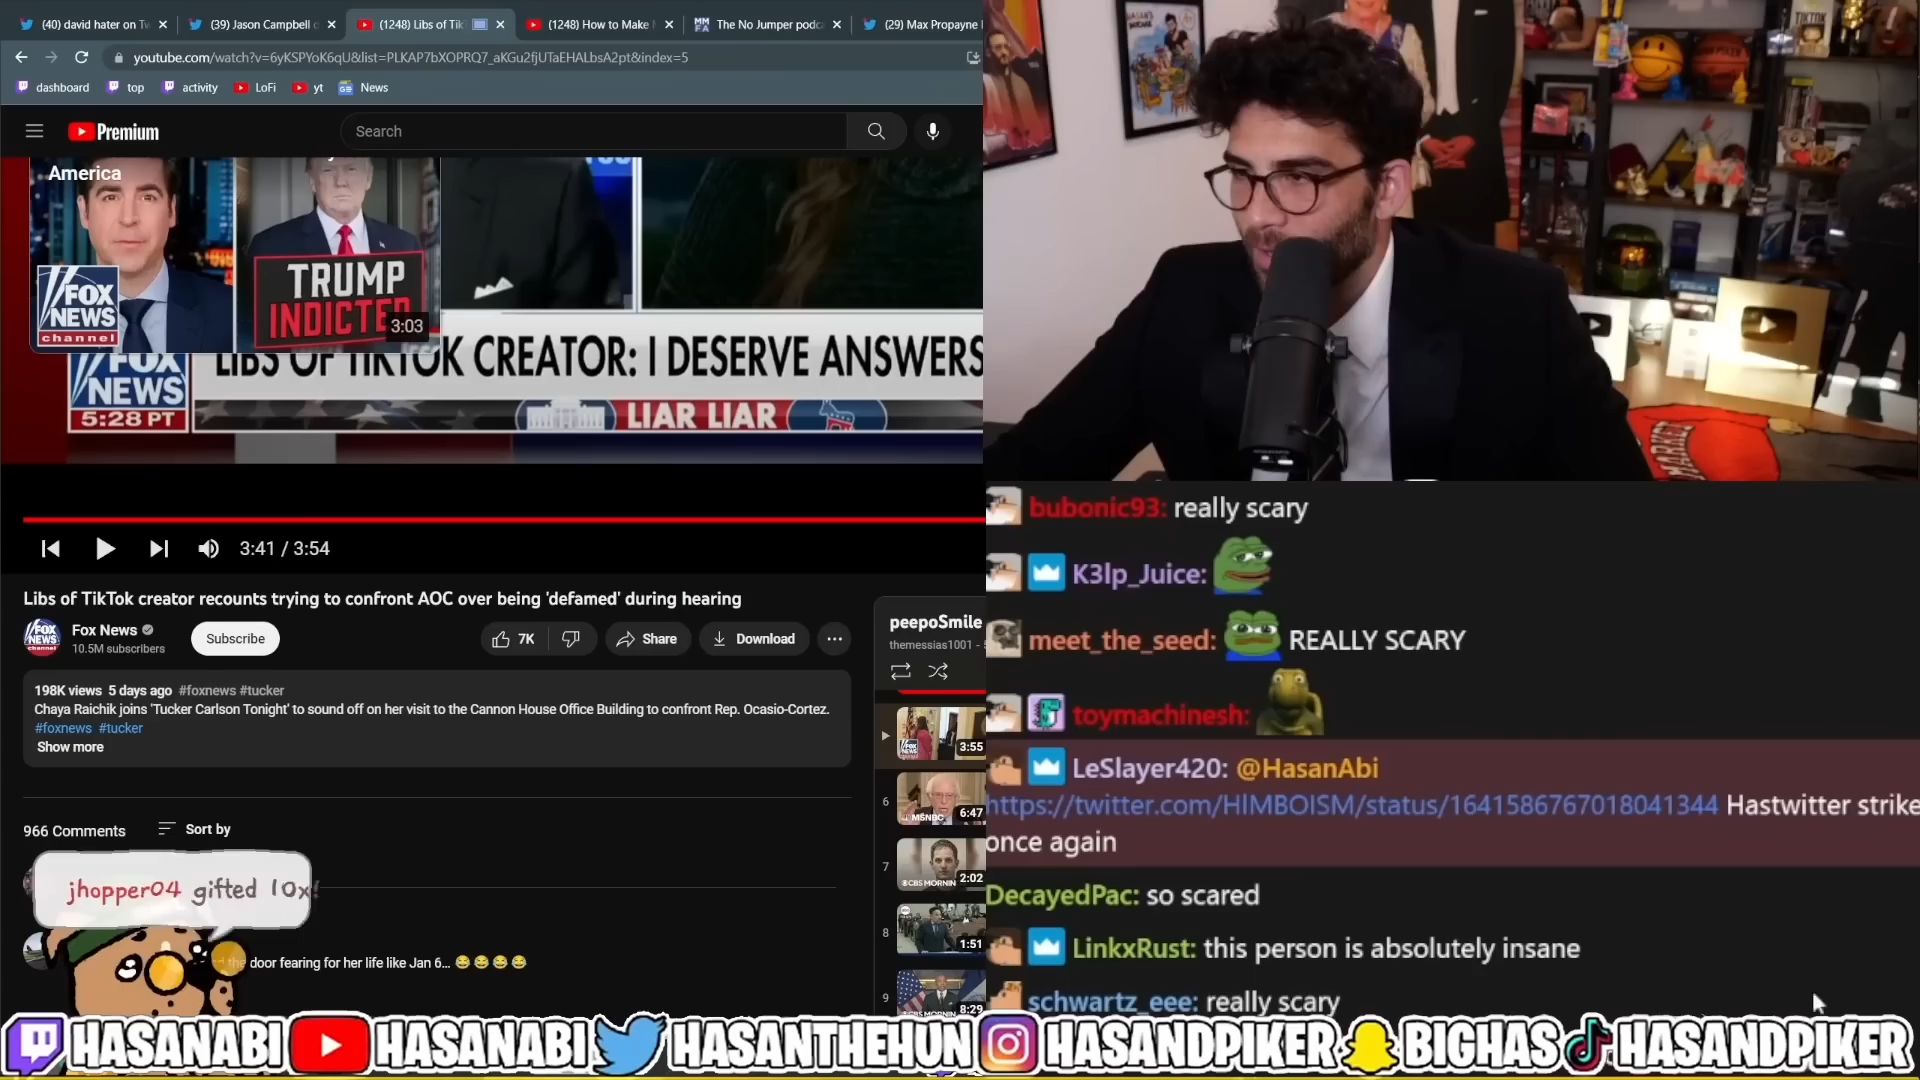 (40) david hater on Tw
(39) Jason Campbell o
(1248) Libs of Tik
(1248) How to Make
The No Jumper podc
(29) Max Propayne
youtube.com/watch?v=6yKSPYoK6qU&list=PLKAP7bXOPRQ7_aKGu2fjUTaEHALbsA2pt&index=5
dashboard
top
activity
LoFi
yt
News
Premium
Search
America
FOX
NEWS
channel
TRUMP
INDICTED
3:03
FOX
NEWS
5:28 PT
LIBS OF TIKTOK CREATOR: I DESERVE ANSWERS
LIAR LIAR
3:41 / 3:54
Libs of TikTok creator recounts trying to confront AOC over being 'defamed' during hearing
Fox News
10.5M subscribers
Subscribe
7K
Share
Download
198K views 5 days ago #foxnews #tucker
Chaya Raichik joins 'Tucker Carlson Tonight' to sound off on her visit to the Cannon House Office Building to confront Rep. Ocasio-Cortez.
#foxnews #tucker
Show more
966 Comments
Sort by
jhopper04 gifted 10x!
door fearing for her life like Jan 6...
peepoSmile
themessias1001 -
3:55
6
MSNBC
6:47
7
CBS MORNIN
2:02
8
1:51
9
8:29
bubonic93: really scary
K3lp_Juice:
meet_the_seed: REALLY SCARY
toymachinesh:
LeSlayer420: @HasanAbi
https://twitter.com/HIMBOISM/status/1641586767018041344 Hastwitter strike
once again
DecayedPac: so scared
LinkxRust: this person is absolutely insane
schwartz_eee: really scary
HASANABI
HASANABI
HASANTHEHUN
HASANDPIKER
BIGHAS
HASANDPIKER